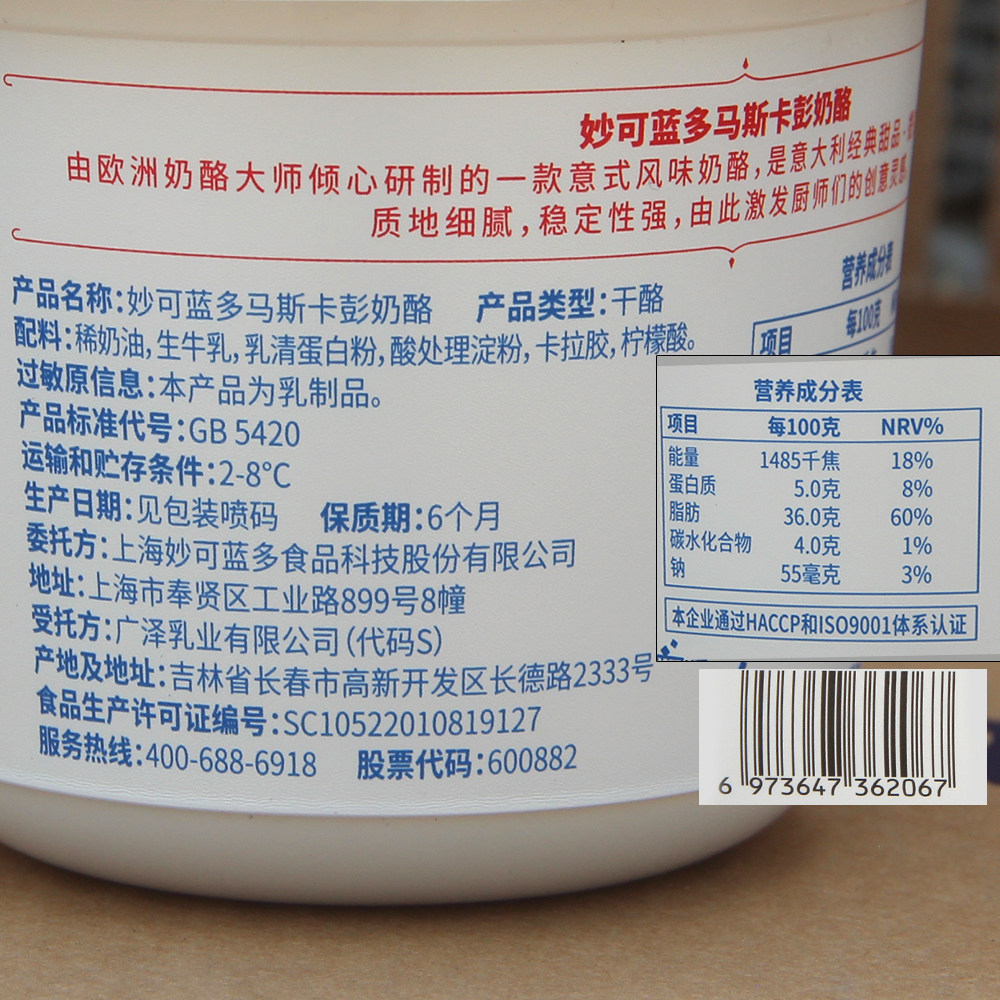 妙可蓝多马斯卡彭奶酪
由欧洲奶酪大师倾心研制的一款意式风味奶酪,是意大利经典甜品·
质地细腻,稳定性强,由此激发厨师们的创意灵感
产品名称:妙可蓝多马斯卡彭奶酪 产品类型:干酪
配料:稀奶油,生牛乳,乳清蛋白粉,酸处理淀粉,卡拉胶,柠檬酸。
过敏原信息:本产品为乳制品。
产品标准代号:GB 5420
运输和贮存条件:2-8℃
生产日期:见包装喷码 保质期:6个月
委托方:上海妙可蓝多食品科技股份有限公司
地址:上海市奉贤区工业路899号8幢
受托方:广泽乳业有限公司(代码S)
产地及地址:吉林省长春市高新开发区长德路2333号
食品生产许可证编号:SC10522010819127
服务热线:400-688-6918 股票代码:600882
营养成分表
项目 每100克
营养成分表
项目 每100克 NRV%
能量 1485千焦 18%
蛋白质 5.0克 8%
脂肪 36.0克 60%
碳水化合物 4.0克 1%
钠 55毫克 3%
本企业通过HACCP和ISO9001体系认证
6 973647 362067